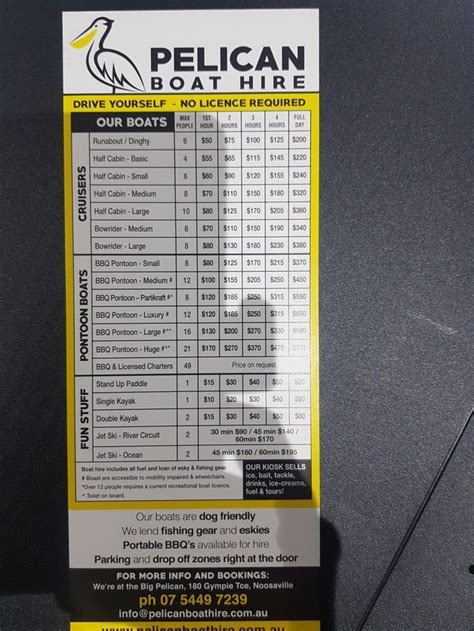 PELICAN
BOAT HIRE
DRIVE YOURSELF - NO LICENCE REQUIRED
OUR BOATS MAX PEOPLE 1ST HOUR 2 HOURS 3 HOURS 4 HOURS FULL DAY
CRUISERS
Runabout / Dinghy 6 $50 $75 $100 $125 $200
Half Cabin - Basic 4 $55 $85 $115 $145 $220
Half Cabin - Small 6 $60 $90 $120 $155 $240
Half Cabin - Medium 8 $70 $110 $150 $180 $320
Half Cabin - Large 10 $80 $125 $170 $205 $360
Bowrider - Medium 8 $70 $110 $150 $190 $340
Bowrider - Large 8 $80 $130 $180 $230 $380
PONTOON BOATS
BBQ Pontoon - Small 8 $80 $125 $170 $215 $370
BBQ Pontoon - Medium # 12 $100 $155 $205 $250 $450
BBQ Pontoon – Partikraft #^ 8 $120 $185 $250 $315 $550
BBQ Pontoon - Luxury # 12 $120 $185 $250 $315 $550
BBQ Pontoon - Large #*^ 16 $130 $200 $270 $330
BBQ Pontoon - Huge #*^ 21 $170 $270 $370 $470
BBQ & Licensed Charters 49 Price on request
FUN STUFF
Stand Up Paddle 1 $15 $30 $40 $50
Single Kayak 1 $10 $20 $30 $40
Double Kayak 2 $15 $30 $40 $50 $80
Jet Ski - River Circuit 2 30 min $90 / 45 min $140 / 60min $170
Jet Ski - Ocean 2 45 min $160 / 60min $195
Boat hire includes all fuel and loan of esky & fishing gear.
# Boast are accessible to mobility impaired & wheelchairs.
*Over 12 people requires a current recreational boat licence.
^ Toilet on board.
OUR KIOSK SELLS
ice, bait, tackle,
drinks, ice-creams,
fuel & tours!
Our boats are dog friendly
We lend fishing gear and eskies
Portable BBQ's available for hire
Parking and drop off zones right at the door
FOR MORE INFO AND BOOKINGS:
We're at the Big Pelican, 180 Gympie Tce, Noosaville
ph 07 5449 7239
info@pelicanboathire.com.au
www.pelicanboathire.com.au